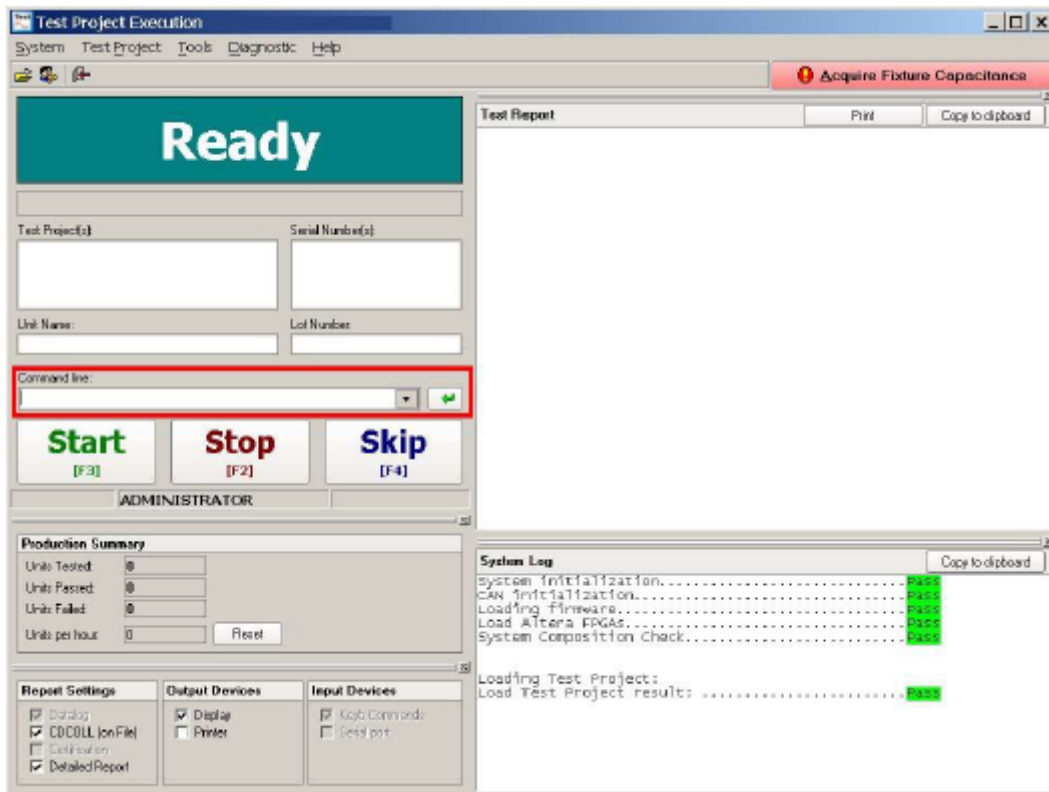 Test Project Execution
System Test Project Tools Diagnostic Help
Acquire Fixture Capacitance
Ready
Test Project(s):
Serial Number(s):
Unit Name:
Lot Number:
Command line:
Start
[F3]
Stop
[F2]
Skip
[F4]
ADMINISTRATOR
Production Summary
Units Tested: 0
Units Passed: 0
Units Failed: 0
Units per hour: 0 Reset
Report Settings
Datalog
CDCOLL (on File)
Certification
Detailed Report
Output Devices
Display
Printer
Input Devices
Keyb Commands
Serial port
Test Report Print Copy to clipboard
System Log Copy to clipboard
System initialization..............................Pass
CAN initialization.................................Pass
Loading firmware...................................Pass
Load Altera FPGAs..................................Pass
System Composition Check...........................Pass
Loading Test Project:
Load Test Project result: .........................Pass